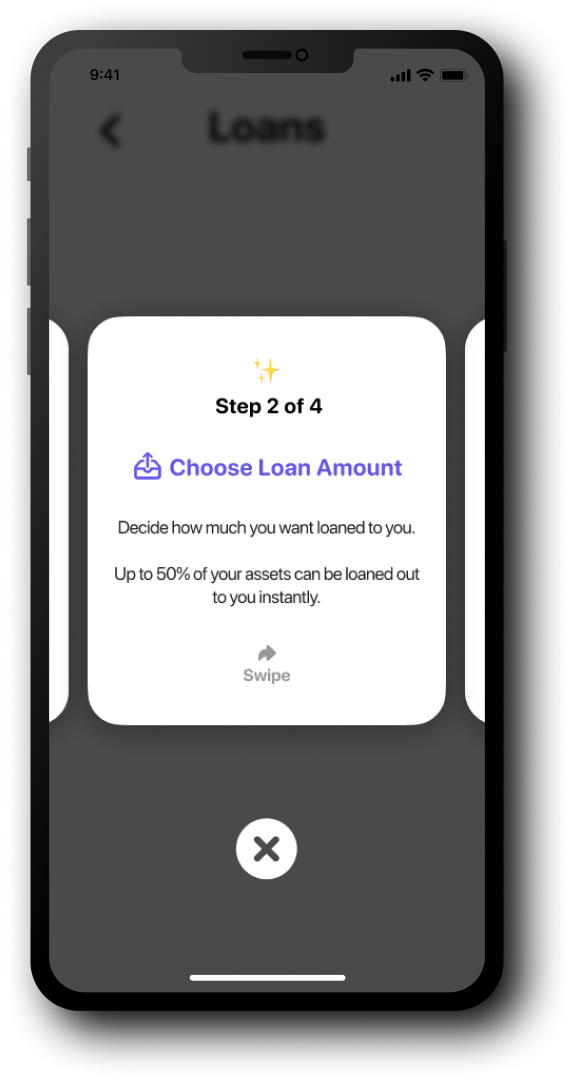 9:41
Loans
Step 2 of 4
Choose Loan Amount
Decide how much you want loaned to you.
Up to 50% of your assets can be loaned out
to you instantly.
Swipe